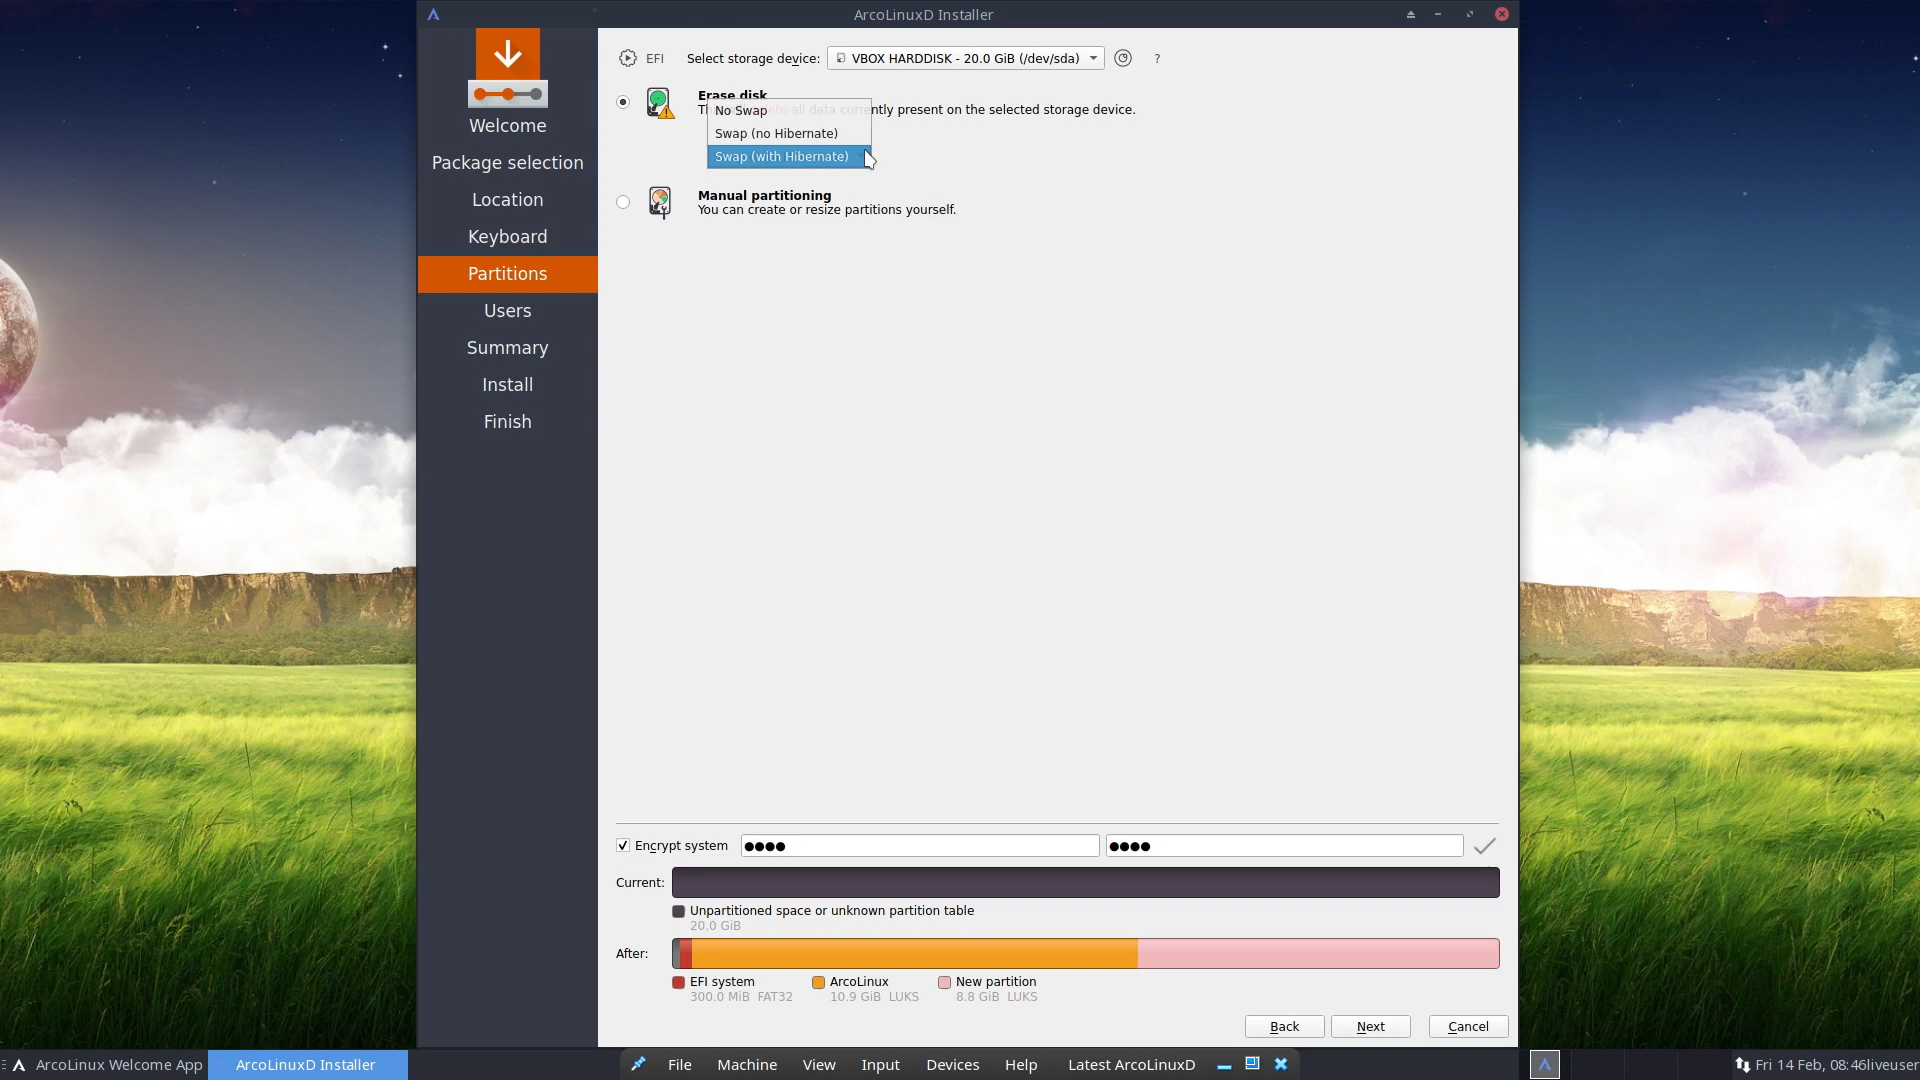 ArcoLinuxD Installer
Welcome
Package selection
Location
Keyboard
Partitions
Users
Summary
Install
Finish
EFI
Select storage device:
VBOX HARDDISK - 20.0 GiB (/dev/sda)
?
Erase disk
currently present on the selected storage device.
No Swap
Swap (no Hibernate)
Swap (with Hibernate)
Manual partitioning
You can create or resize partitions yourself.
Encrypt system
Current:
Unpartitioned space or unknown partition table
20.0 GiB
After:
EFI system
300.0 MiB FAT32
ArcoLinux
10.9 GiB LUKS
New partition
8.8 GiB LUKS
Back
Next
Cancel
ArcoLinux Welcome App
ArcoLinuxD Installer
File
Machine
View
Input
Devices
Help
Latest ArcoLinuxD
Fri 14 Feb, 08:46liveuser